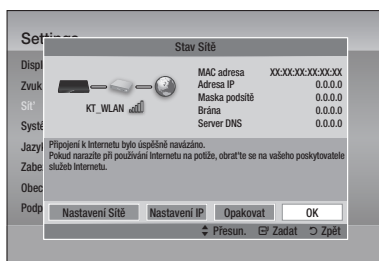 Settings
Stav Sítě
Displ
Zvuk
Síť
Systé
Jazyk
Zabe
Obec
Podp
KT_WLAN
MAC adresa XX:XX:XX:XX:XX:XX
Adresa IP 0.0.0.0
Maska podsítě 0.0.0.0
Brána 0.0.0.0
Server DNS 0.0.0.0
Připojení k Internetu bylo úspěšně navázáno.
Pokud narazíte při používání Internetu na potíže, obraťte se na vašeho poskytovatele
služeb Internetu.
Nastavení Sítě Nastavení IP Opakovat OK
Přesun. Zadat Zpět